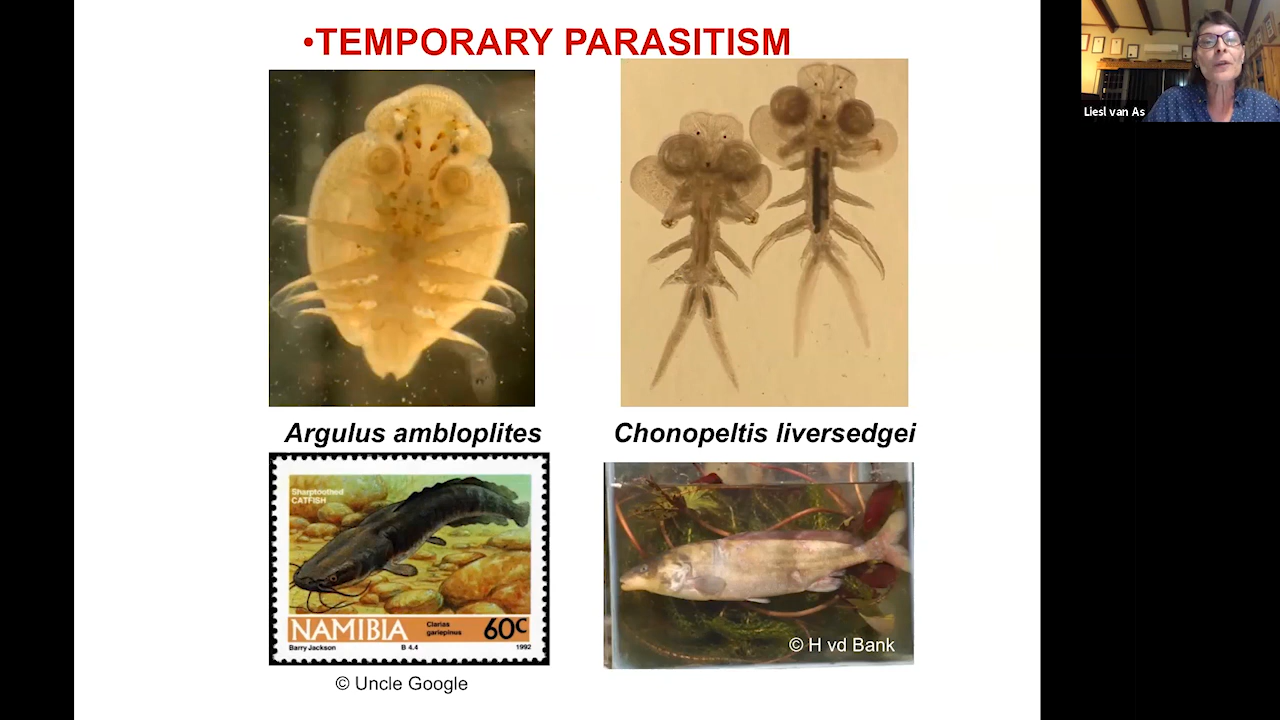 •TEMPORARY PARASITISM
Liesl van As
Argulus ambloplites
Chonopeltis liversedgei
Sharptoothed
CATFISH
NAMIBIA
Clarias
gariepinus
60c
Barry Jackson
B 4.4
1992
© H vd Bank
© Uncle Google